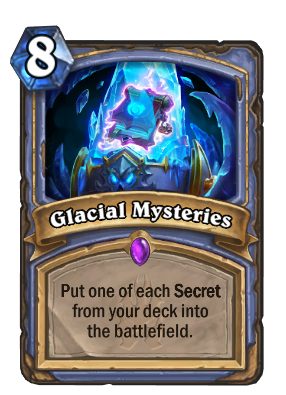 8
Glacial Mysteries
Put one of each Secret
from your deck into
the battlefield.